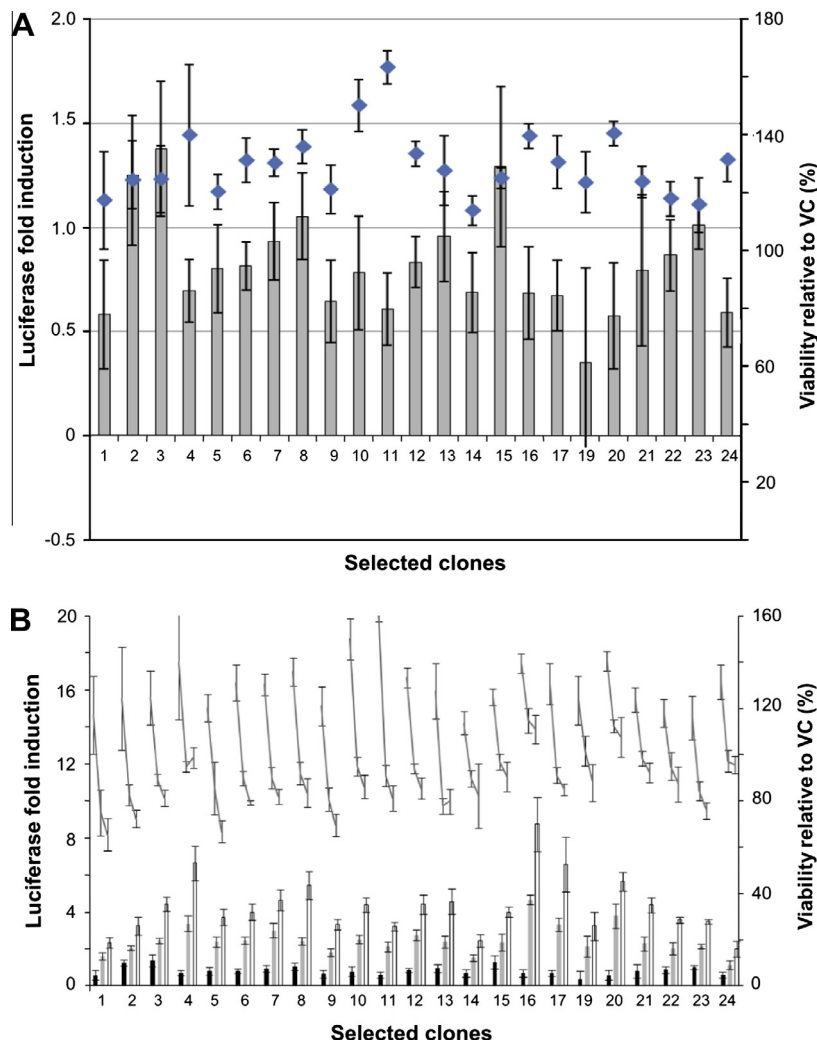 A
2.0
1.5
1.0
0.5
0
-0.5
Luciferase fold induction
180
140
100
60
20
Viability relative to VC (%)
1 2 3 4 5 6 7 8 9 10 11 12 13 14 15 16 17 19 20 21 22 23 24
Selected clones
B
20
16
12
8
4
0
Luciferase fold induction
160
120
80
40
0
Viability relative to VC (%)
1 2 3 4 5 6 7 8 9 10 11 12 13 14 15 16 17 19 20 21 22 23 24
Selected clones